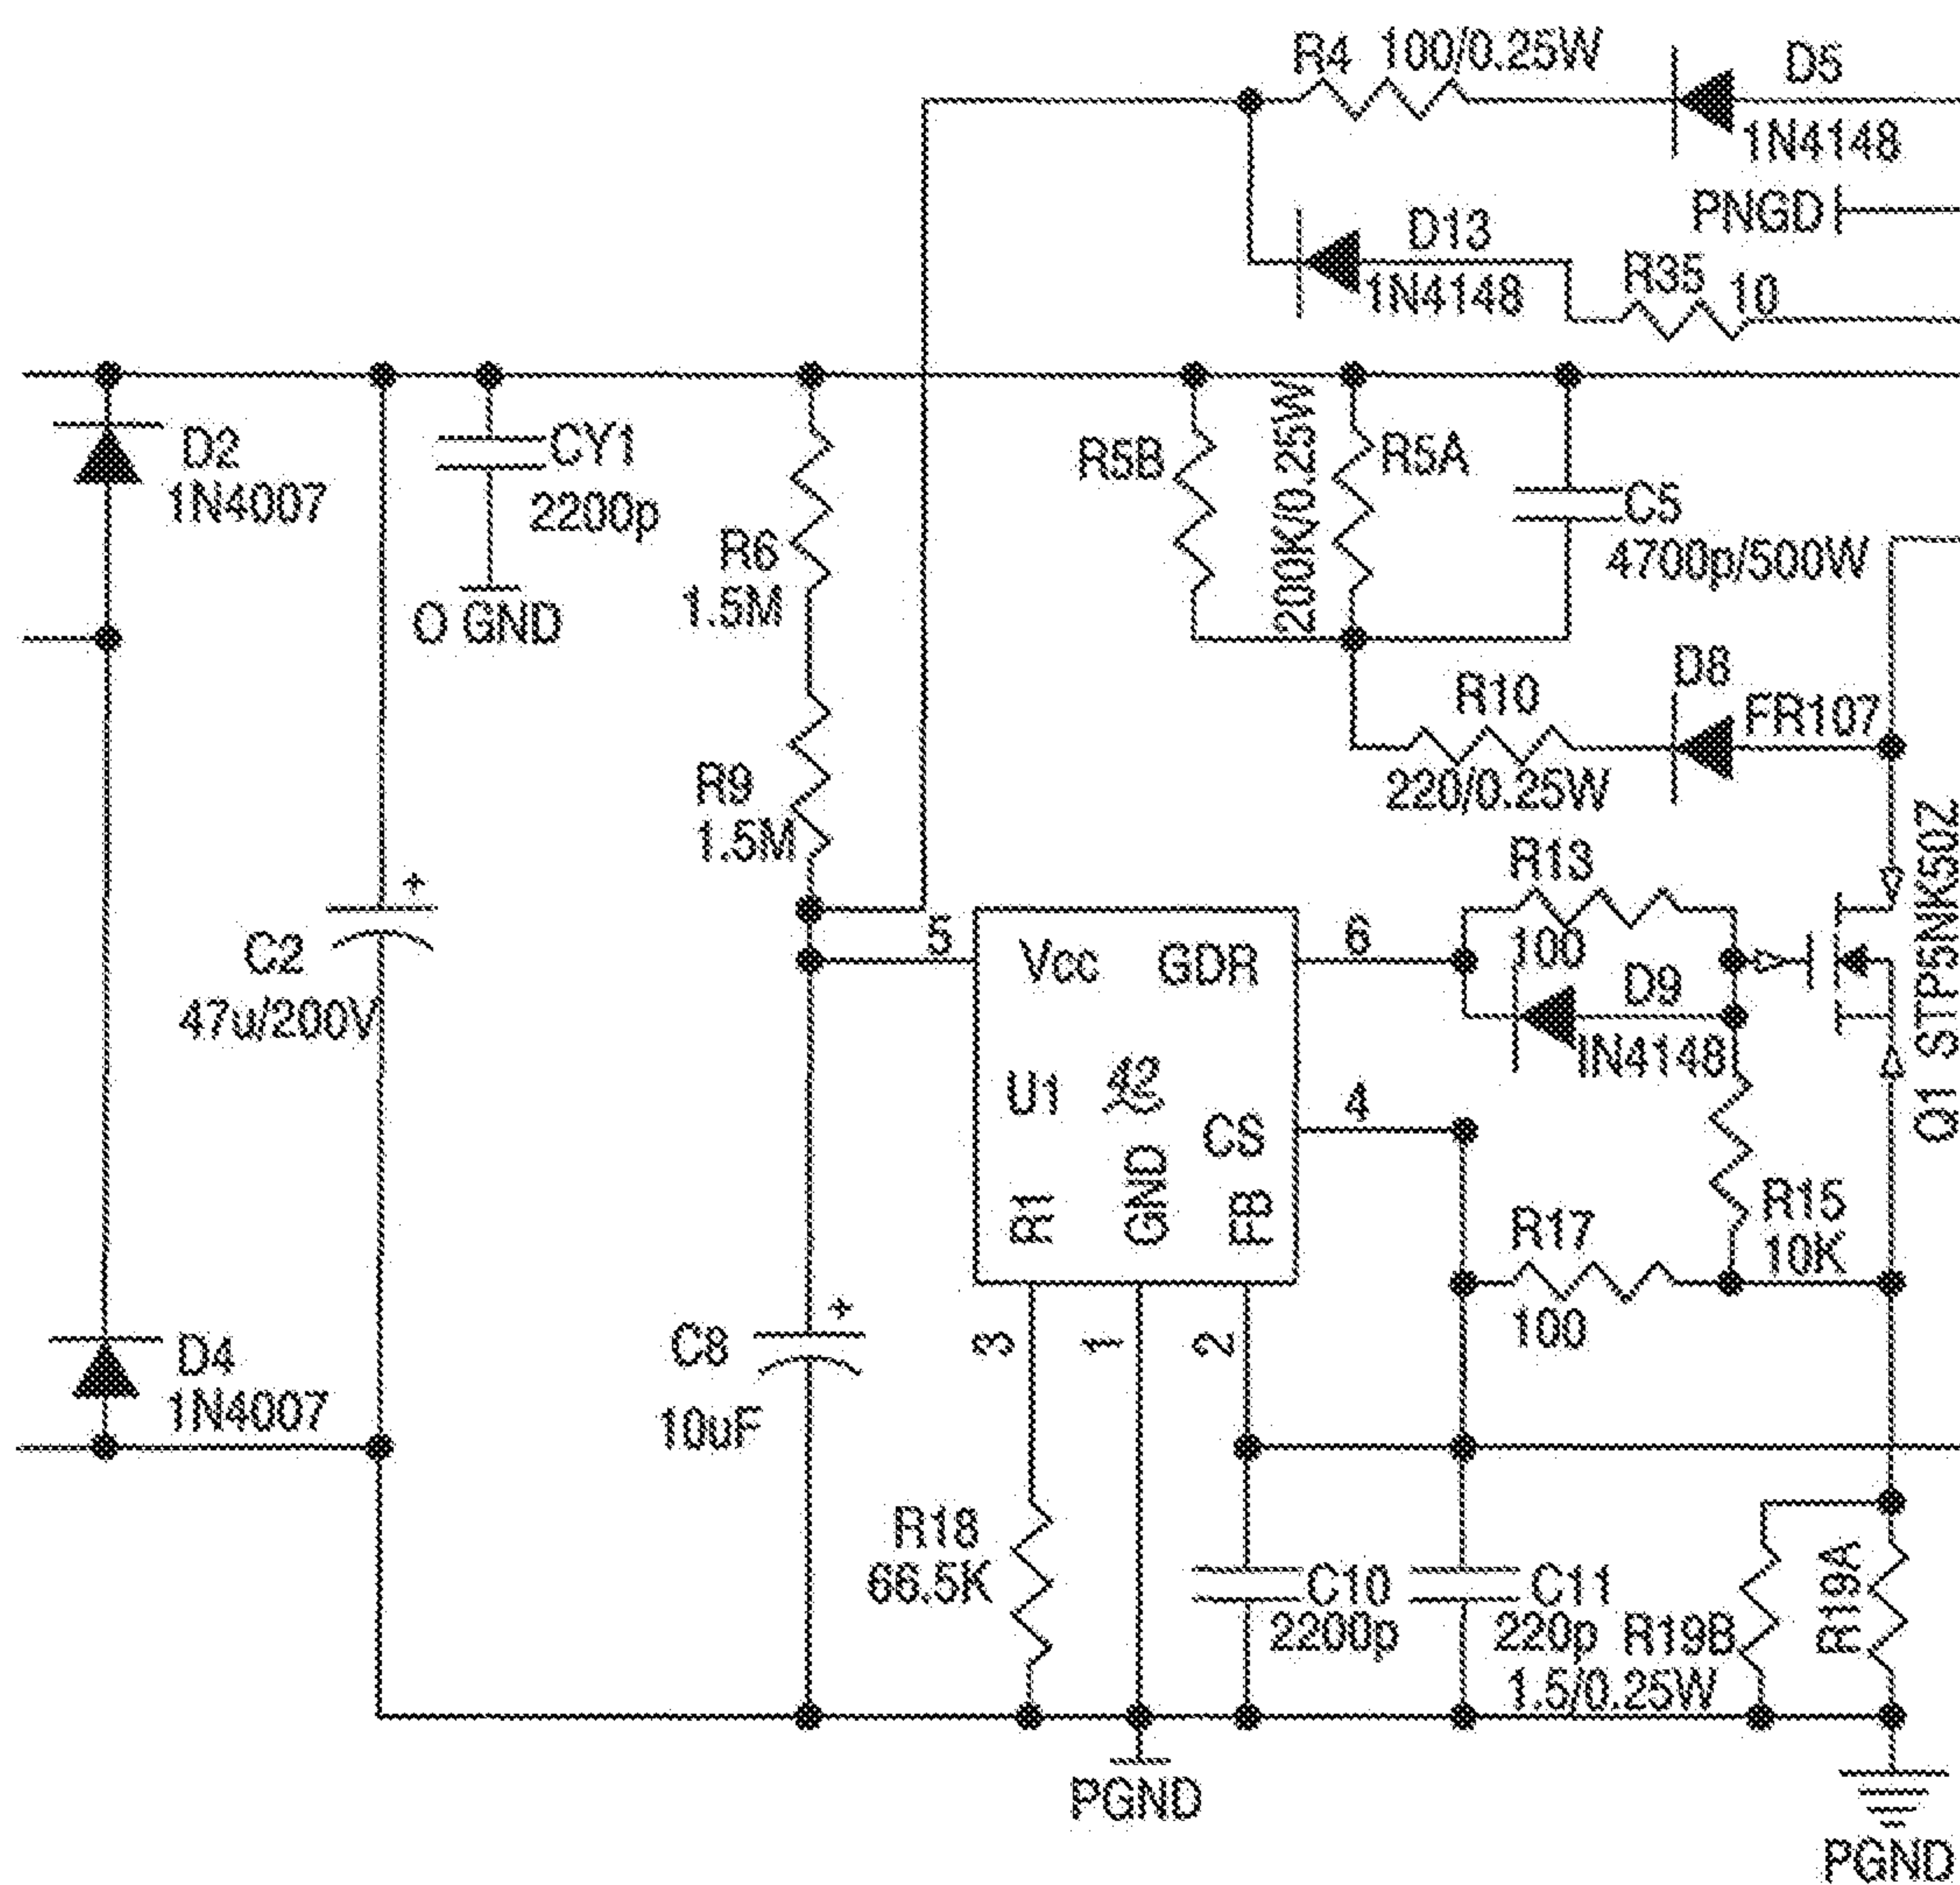 R4 100/0.25W
D5
1N4148
PNGD
D13
1N4148
R35 10
D2
1N4007
CY1
2200p
O GND
R6
1.5M
R5B
200K/0.25W
R5A
C5
4700p/500W
D8
FR107
R10
220/0.25W
R9
1.5M
C2
47u/200V
+
5
Vcc GDR
6
R13
100
D9
IN4148
Q1 STP5NK50Z
U1 42
CS
4
R1
GND
FB
R17
100
R15
10K
3
1
2
D4
1N4007
C8
10uF
+
R18
66.5K
C10
2200p
C11
220p
R19B
1.5/0.25W
R19A
PGND
PGND